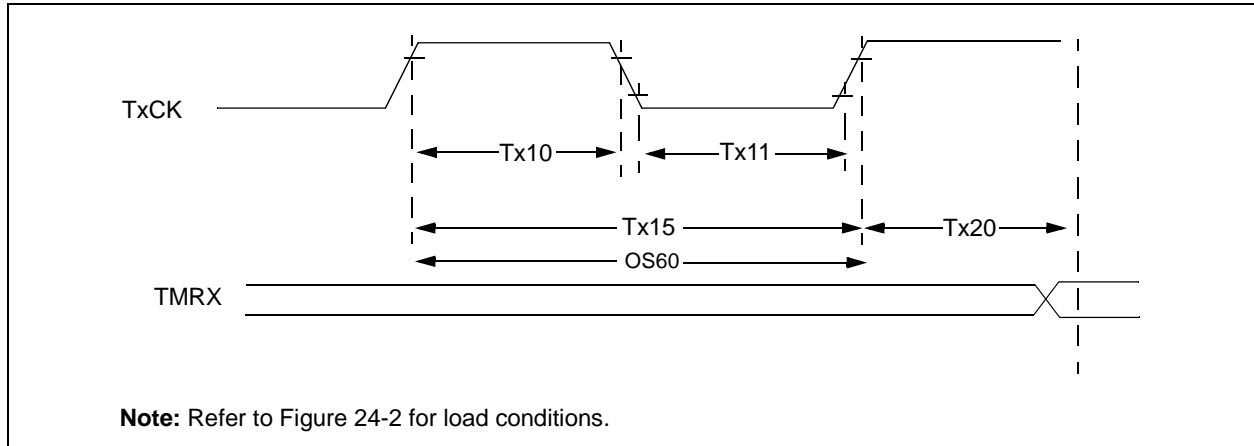 TxCK
Tx10
Tx11
Tx15
Tx20
OS60
TMRX
Note: Refer to Figure 24-2 for load conditions.